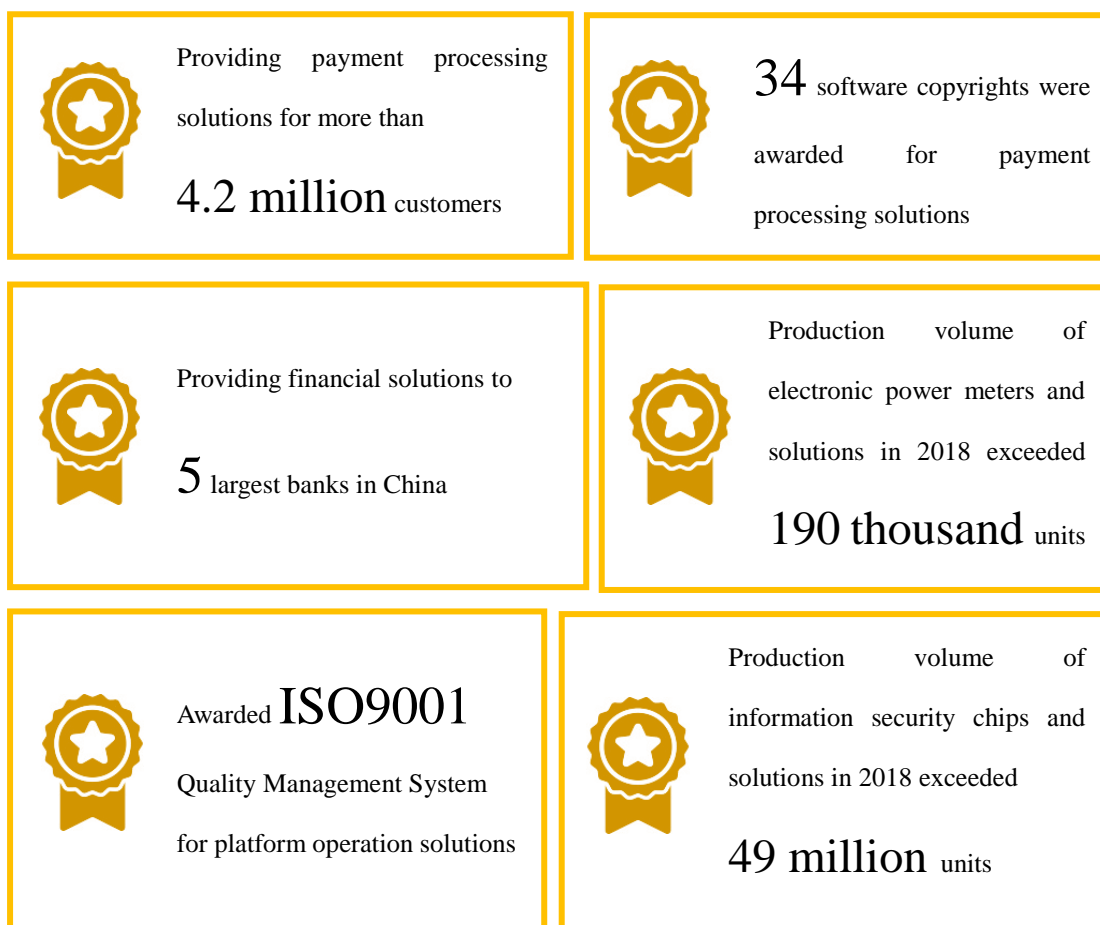 Providing payment processing
solutions for more than
4.2 million customers
34 software copyrights were
awarded for payment
processing solutions
Providing financial solutions to
5 largest banks in China
Production volume of
electronic power meters and
solutions in 2018 exceeded
190 thousand units
Awarded ISO9001
Quality Management System
for platform operation solutions
Production volume of
information security chips and
solutions in 2018 exceeded
49 million units